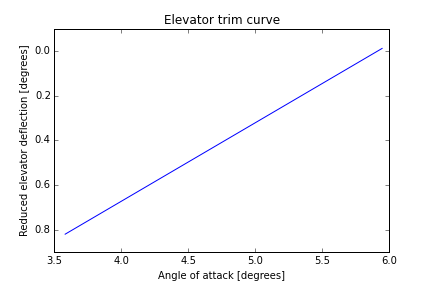 Elevator trim curve
Reduced elevator deflection [degrees]
0.0
0.2
0.4
0.6
0.8
3.5 4.0 4.5 5.0 5.5 6.0
Angle of attack [degrees]